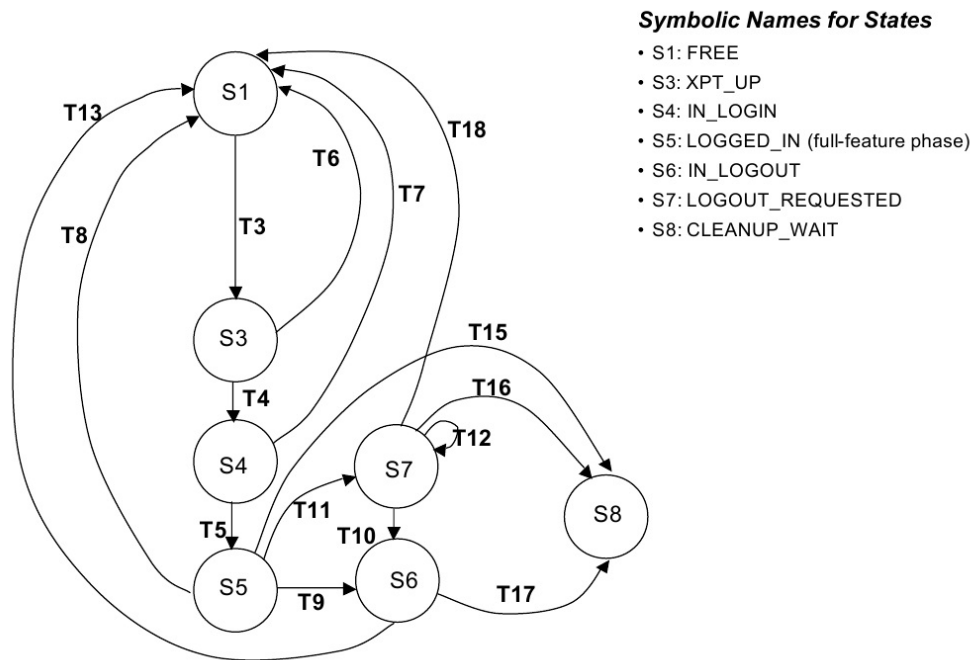 Symbolic Names for States
• S1: FREE
• S3: XPT_UP
• S4: IN_LOGIN
• S5: LOGGED_IN (full-feature phase)
• S6: IN_LOGOUT
• S7: LOGOUT_REQUESTED
• S8: CLEANUP_WAIT
S1
T13
T18
T6
T7
T3
T8
S3
T15
T4
T16
T12
S4
S7
T11
S8
T5
T10
S5
S6
T9
T17